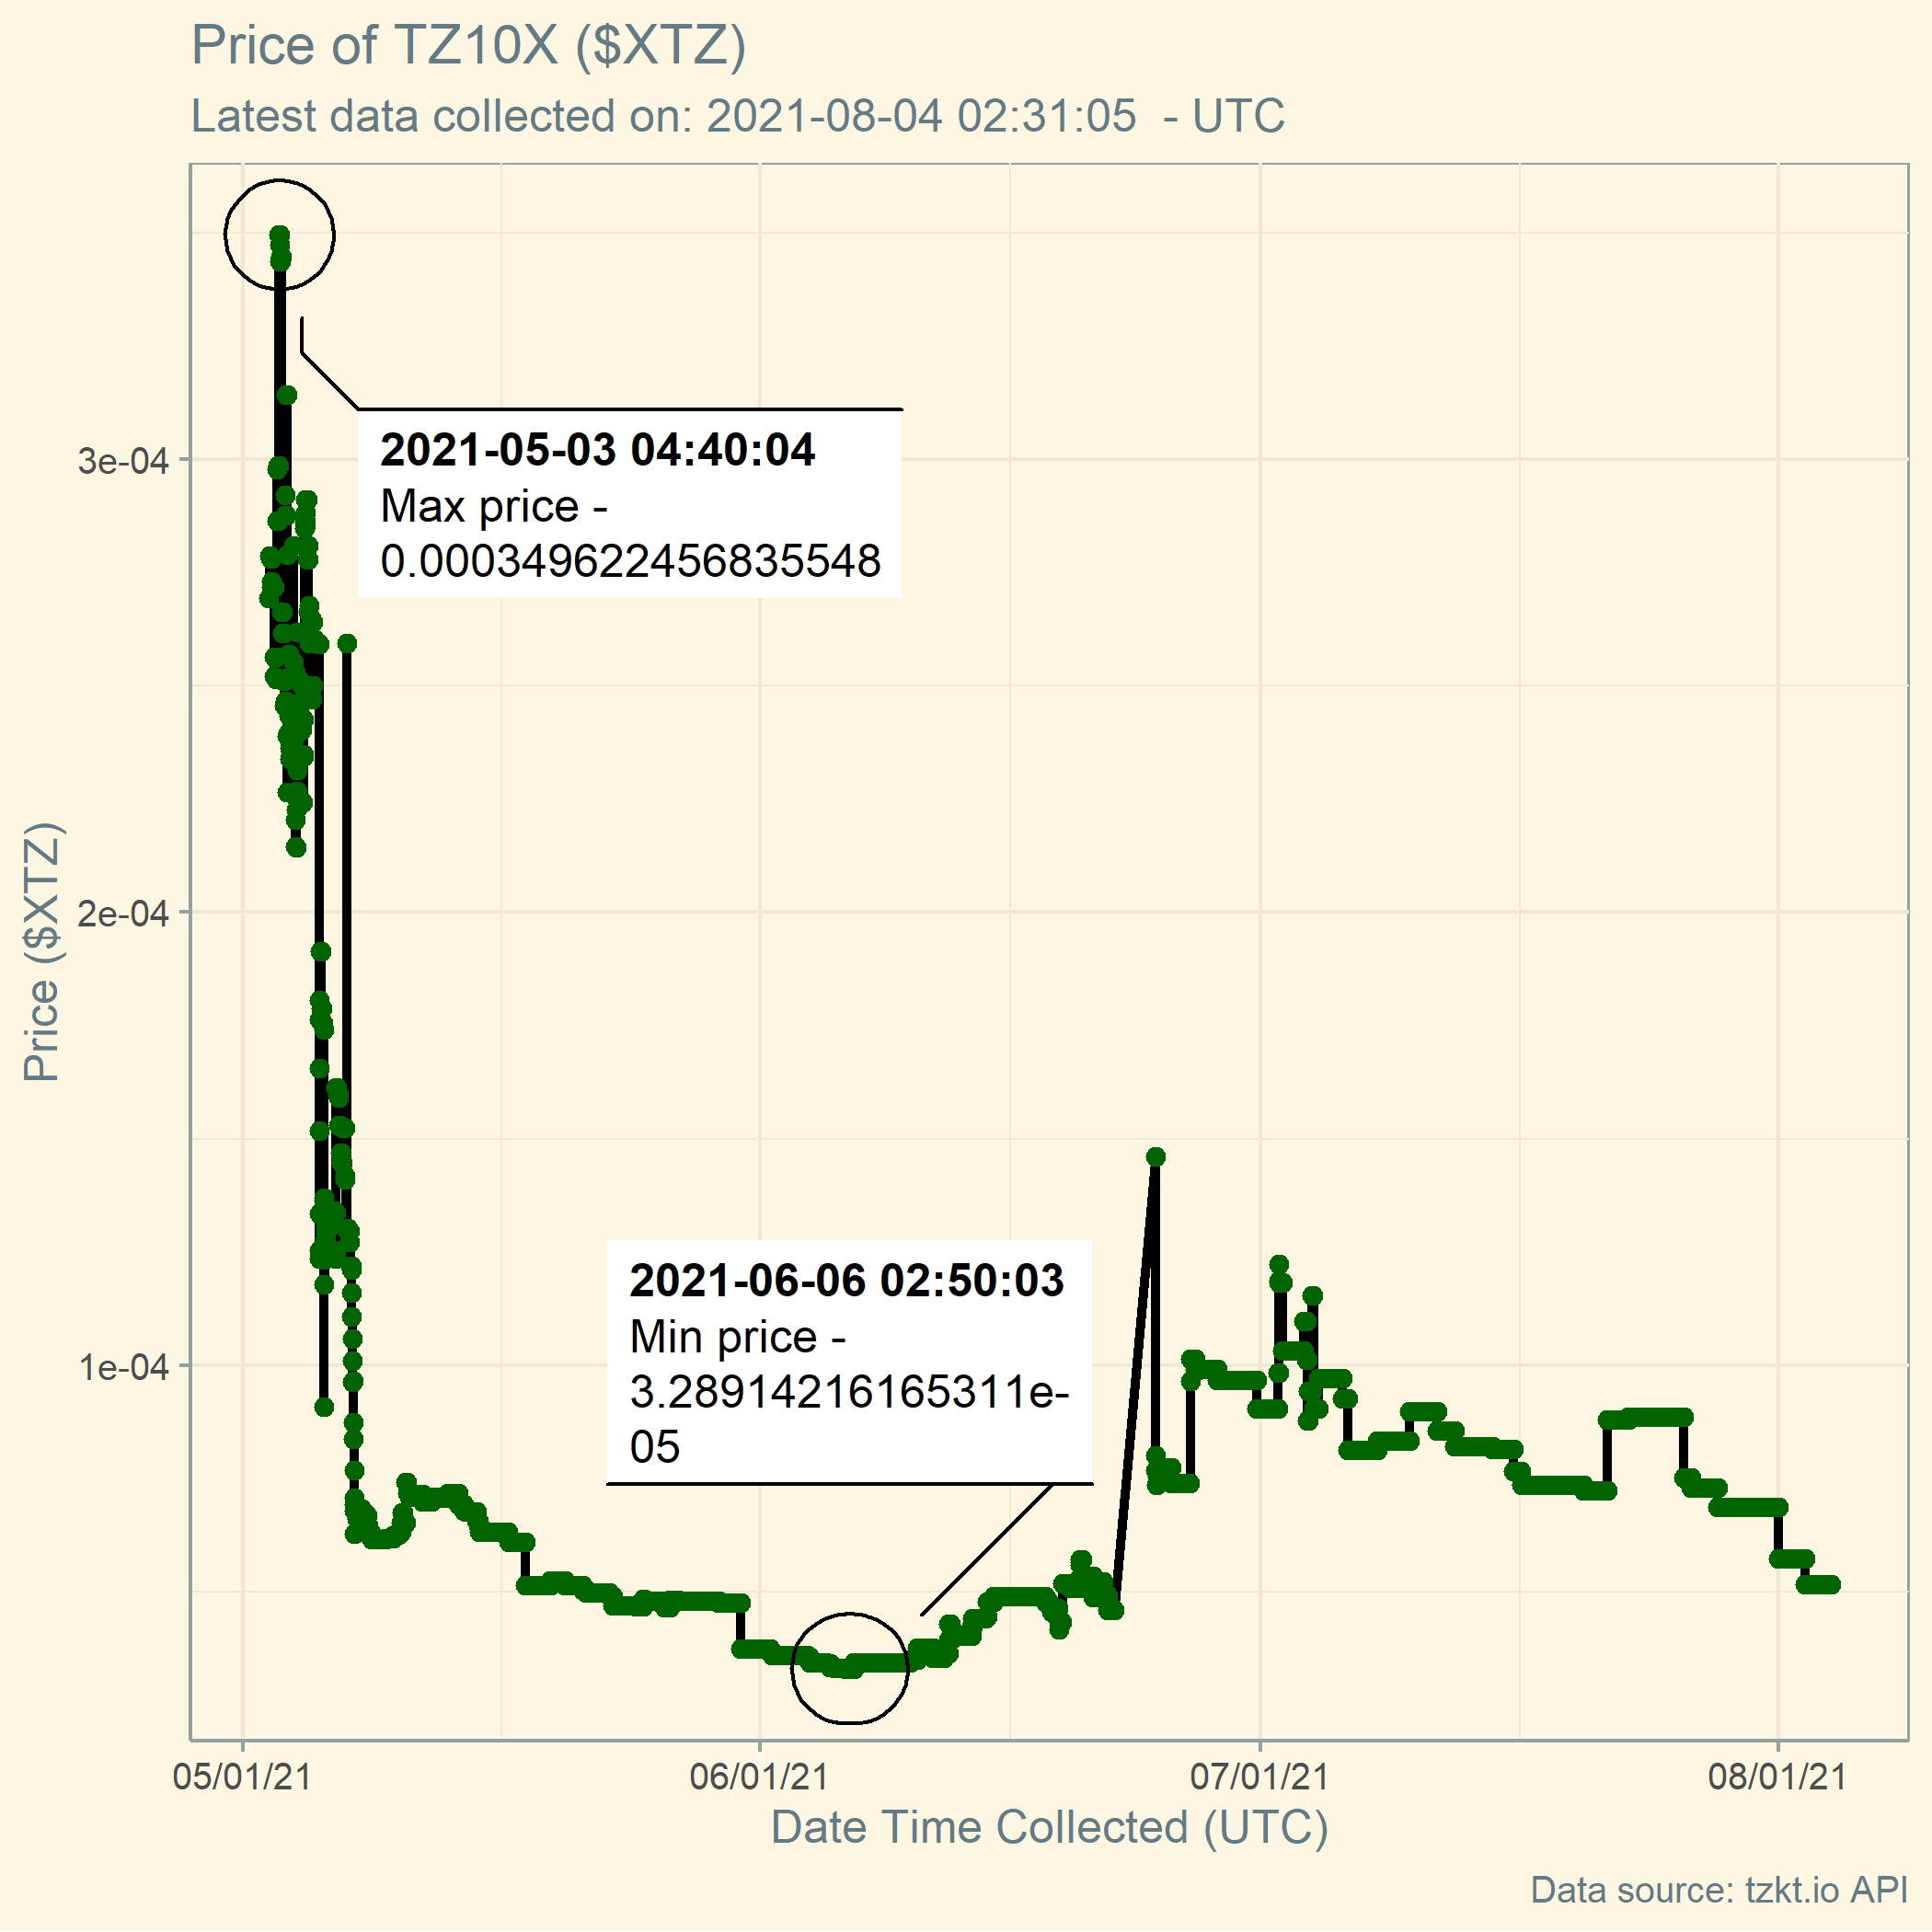 Price of TZ10X ($XTZ)
Latest data collected on: 2021-08-04 02:31:05  - UTC
2021-05-03 04:40:04
Max price -
0.000349622456835548
3e-04
2e-04
Price ($XTZ)
2021-06-06 02:50:03
Min price -
3.28914216165311e-
05
1e-04
05/01/21
06/01/21
07/01/21
08/01/21
Date Time Collected (UTC)
Data source: tzkt.io API